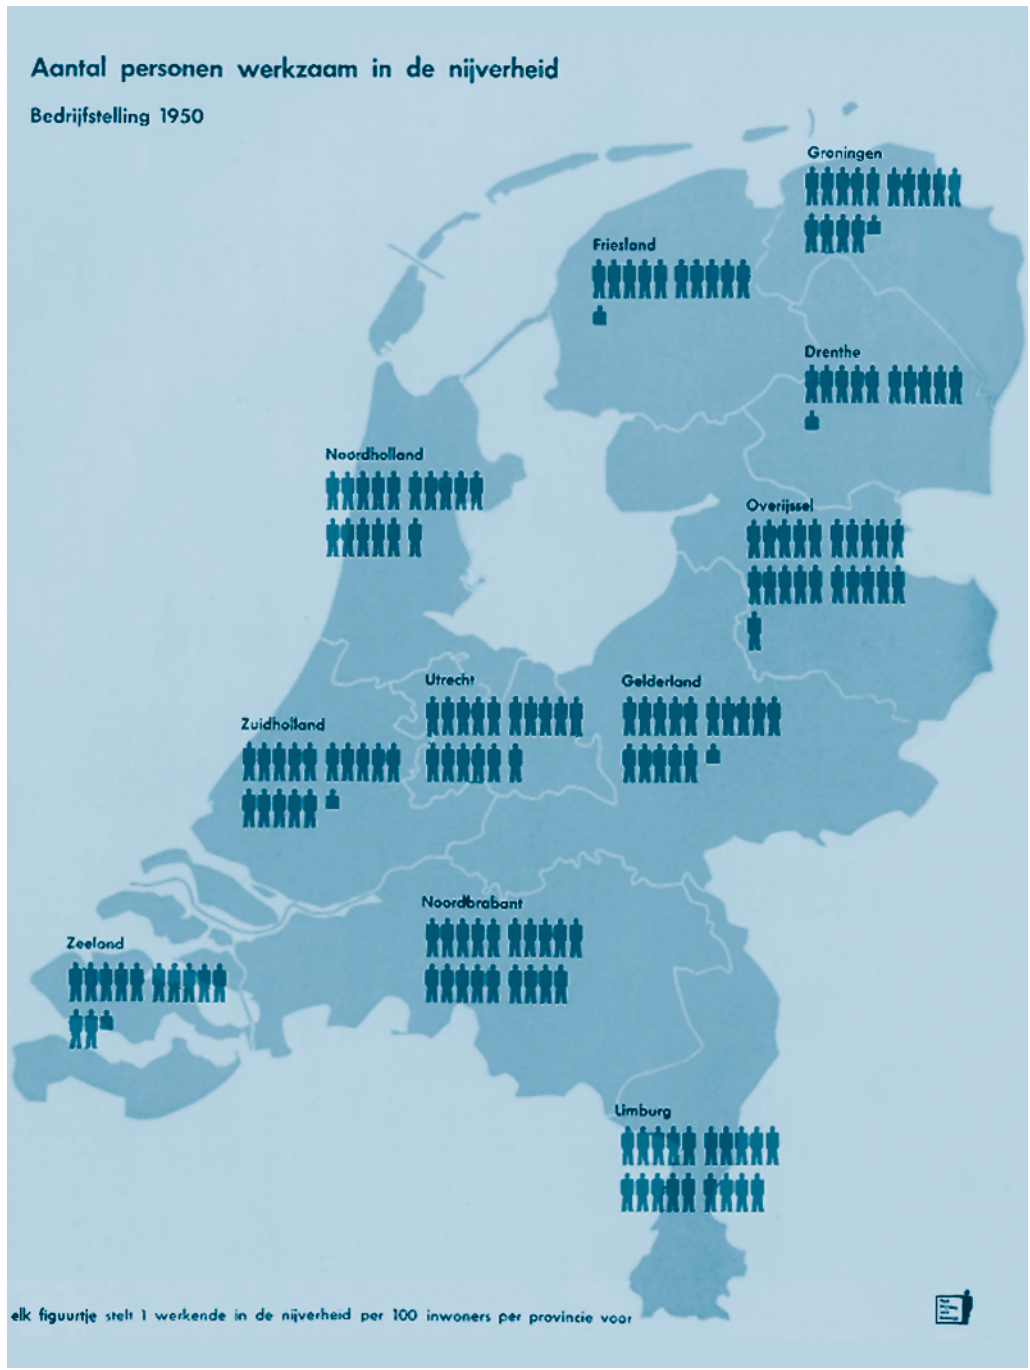 Aantal personen werkzaam in de nijverheid
Bedrijfstelling 1950
Groningen
Friesland
Drenthe
Noordholland
Overijssel
Utrecht
Gelderland
Zuidholland
Noordbrabant
Zeeland
Limburg
elk figuurtje stelt 1 werkende in de nijverheid per 100 inwoners per provincie voor